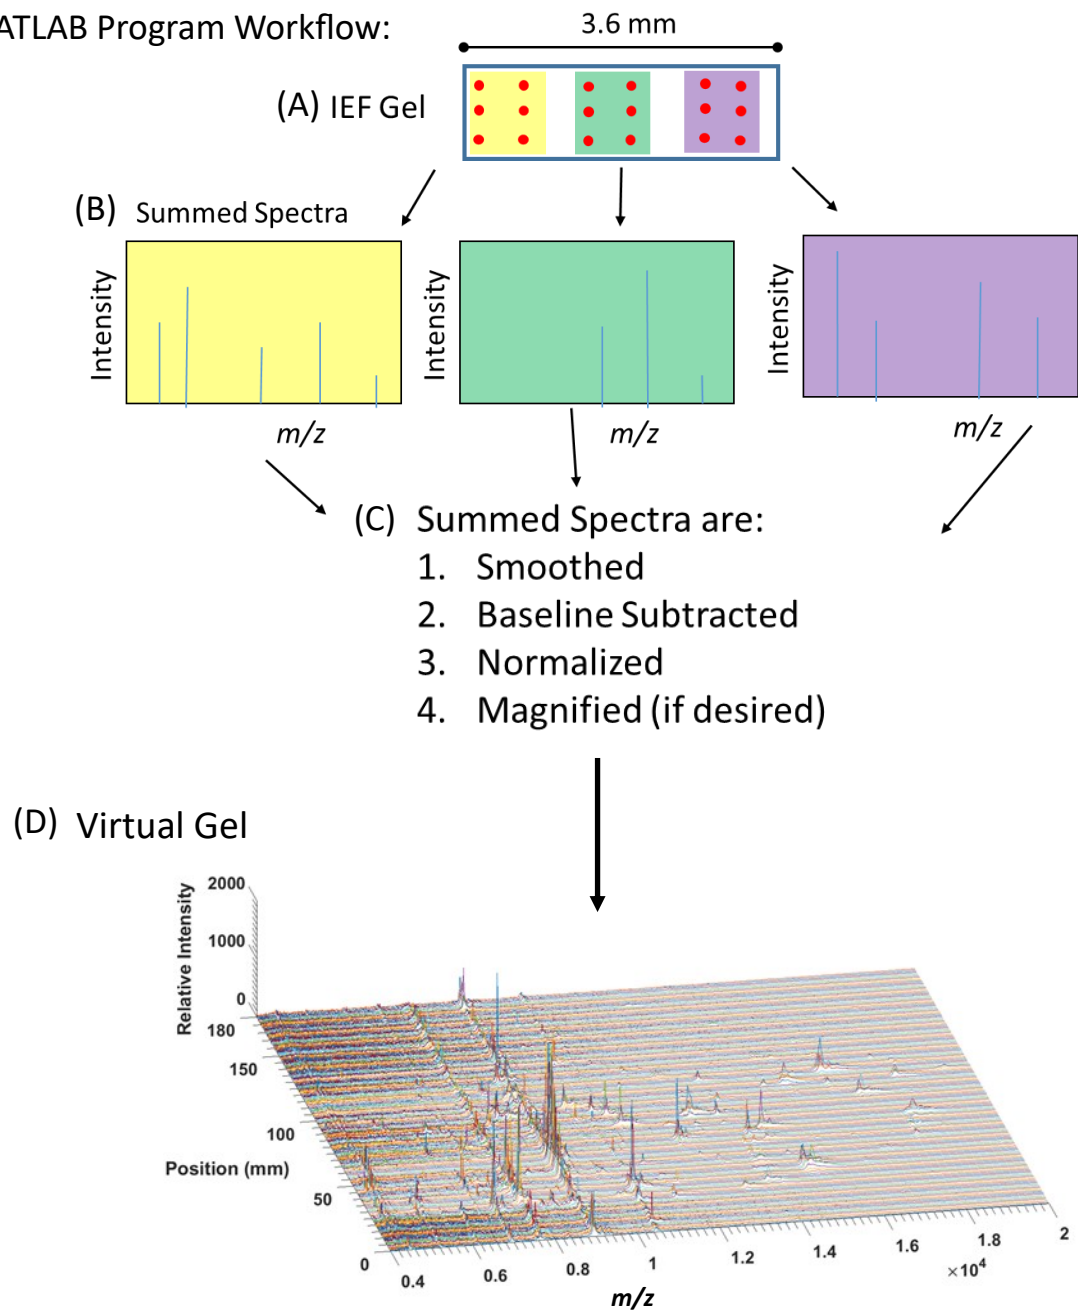 ATLAB Program Workflow:
3.6 mm
(A) IEF Gel
(B) Summed Spectra
Intensity
m/z
Intensity
m/z
Intensity
m/z
(C) Summed Spectra are:
1. Smoothed
2. Baseline Subtracted
3. Normalized
4. Magnified (if desired)
(D) Virtual Gel
Relative Intensity
2000
1000
0
180
150
100
50
0
Position (mm)
0.4
0.6
0.8
1
1.2
1.4
1.6
1.8
2
×10⁴
m/z